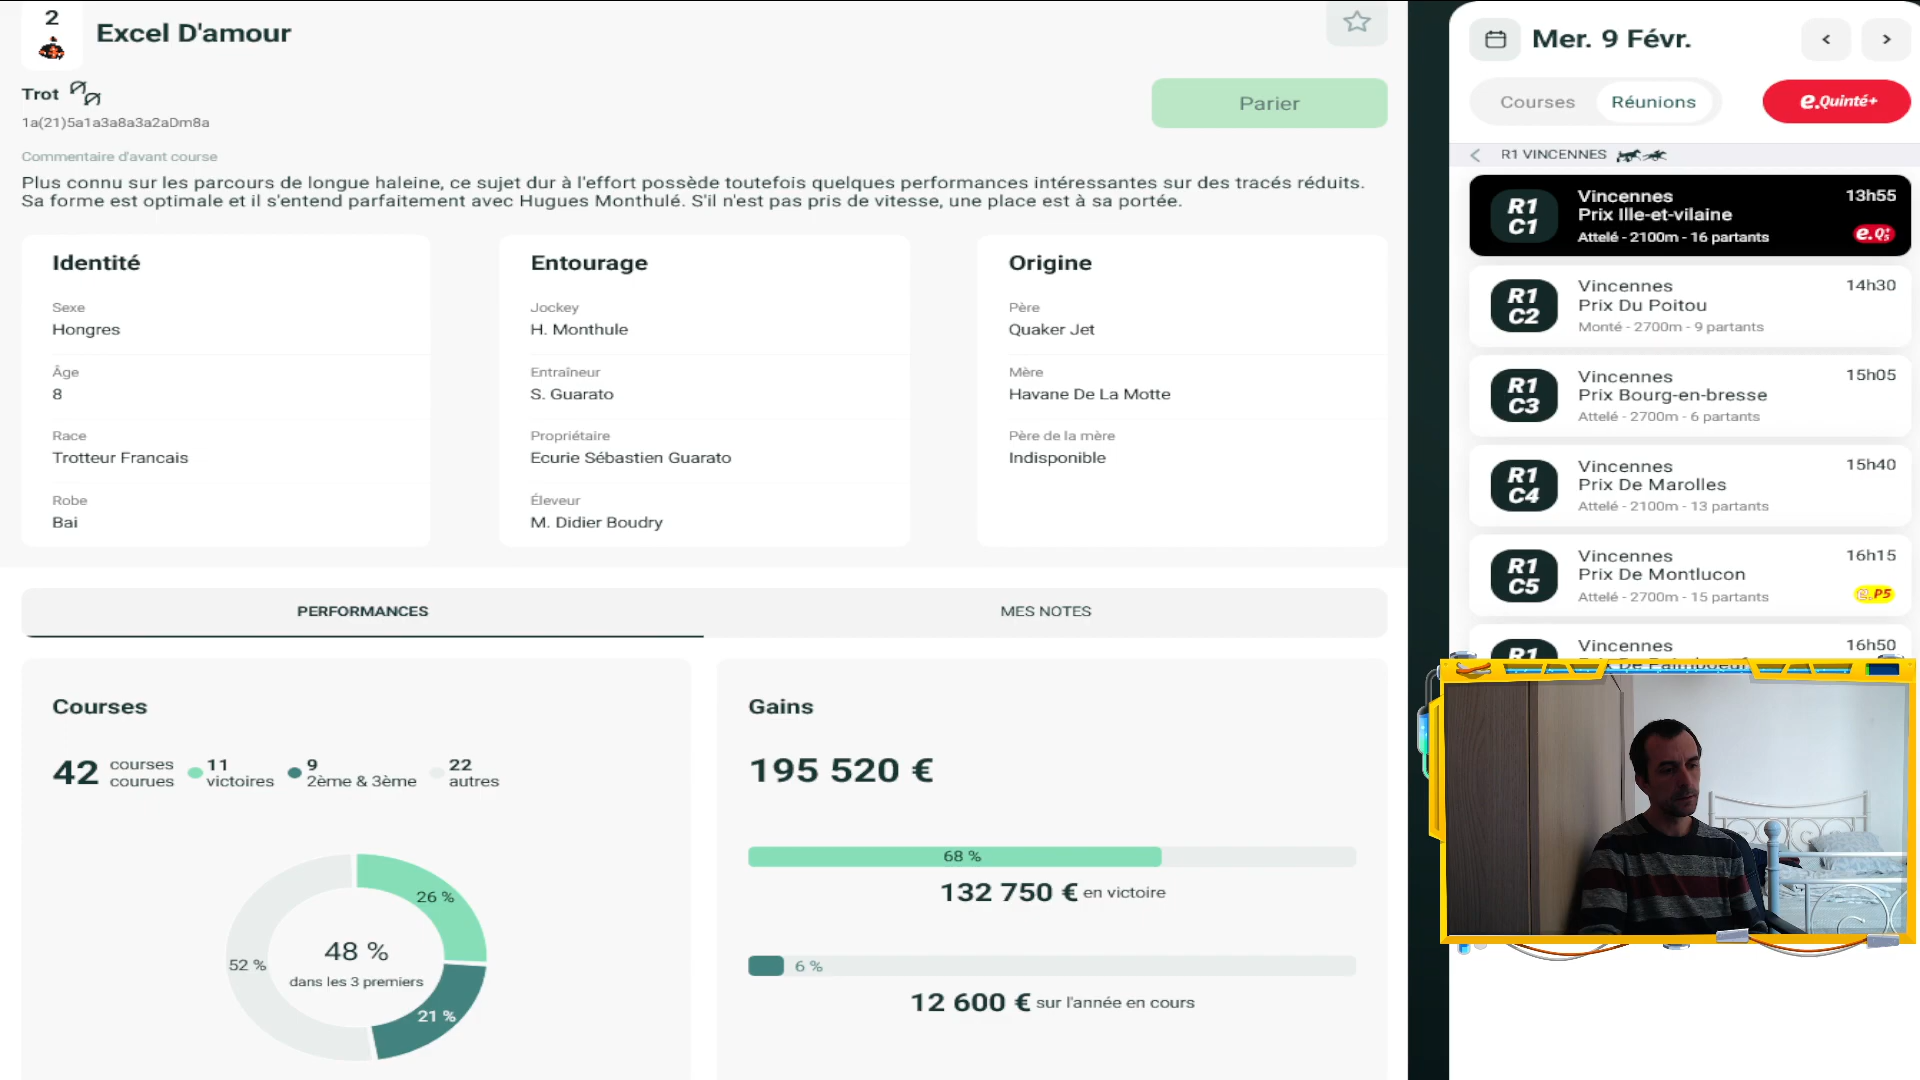 2
Excel D'amour
Trot
1a(21)5a1a3a8a3a2aDm8a
Parier
Commentaire d'avant course
Plus connu sur les parcours de longue haleine, ce sujet dur à l'effort possède toutefois quelques performances intéressantes sur des tracés réduits.
Sa forme est optimale et il s'entend parfaitement avec Hugues Monthulé. S'il n'est pas pris de vitesse, une place est à sa portée.
Identité
Sexe
Hongres
Âge
8
Race
Trotteur Francais
Robe
Bai
Entourage
Jockey
H. Monthule
Entraîneur
S. Guarato
Propriétaire
Ecurie Sébastien Guarato
Éleveur
M. Didier Boudry
Origine
Père
Quaker Jet
Mère
Havane De La Motte
Père de la mère
Indisponible
PERFORMANCES
MES NOTES
Courses
42 courses courues
11 victoires
9 2ème & 3ème
22 autres
26 %
52 %
48 %
dans les 3 premiers
21 %
Gains
195 520 €
68 %
132 750 € en victoire
6 %
12 600 € sur l'année en cours
Mer. 9 Févr.
Courses
Réunions
e.Quinté+
R1 VINCENNES
R1 C1
Vincennes
13h55
Prix Ille-et-vilaine
Attelé - 2100m - 16 partants
R1 C2
Vincennes
14h30
Prix Du Poitou
Monté - 2700m - 9 partants
R1 C3
Vincennes
15h05
Prix Bourg-en-bresse
Attelé - 2700m - 6 partants
R1 C4
Vincennes
15h40
Prix De Marolles
Attelé - 2100m - 13 partants
R1 C5
Vincennes
16h15
Prix De Montlucon
Attelé - 2700m - 15 partants
e.P5
R1
Vincennes
16h50